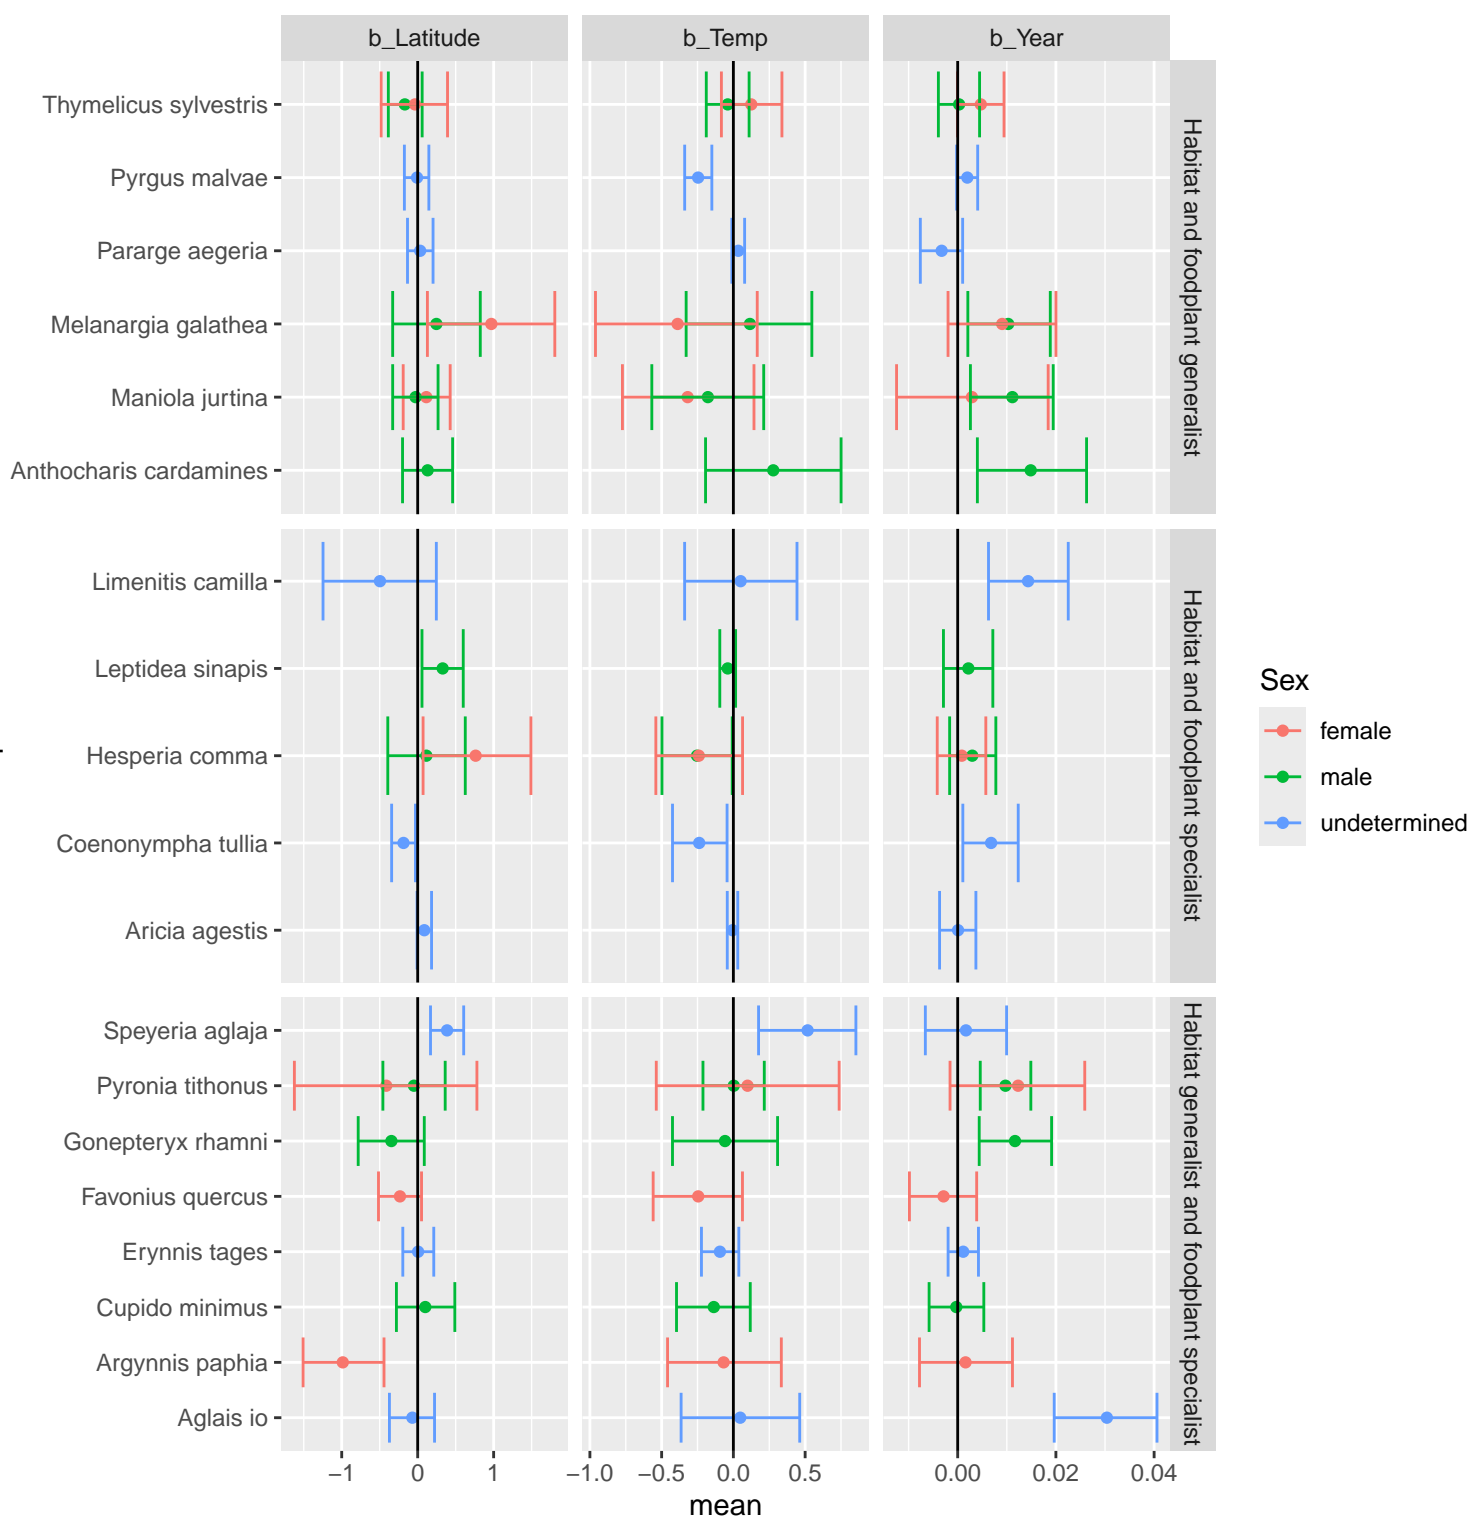 b_Latitude b_Temp b_Year
Thymelicus sylvestris
Pyrgus malvae
Pararge aegeria
Melanargia galathea
Maniola jurtina
Anthocharis cardamines
Habitat and foodplant generalist
Limenitis camilla
Leptidea sinapis
Hesperia comma
Coenonympha tullia
Aricia agestis
Habitat and foodplant specialist
Speyeria aglaja
Pyronia tithonus
Gonepteryx rhamni
Favonius quercus
Erynnis tages
Cupido minimus
Argynnis paphia
Aglais io
Habitat generalist and foodplant specialist
−1 0 1 −1.0 −0.5 0.0 0.5 0.00 0.02 0.04
mean
Sex
female
male
undetermined